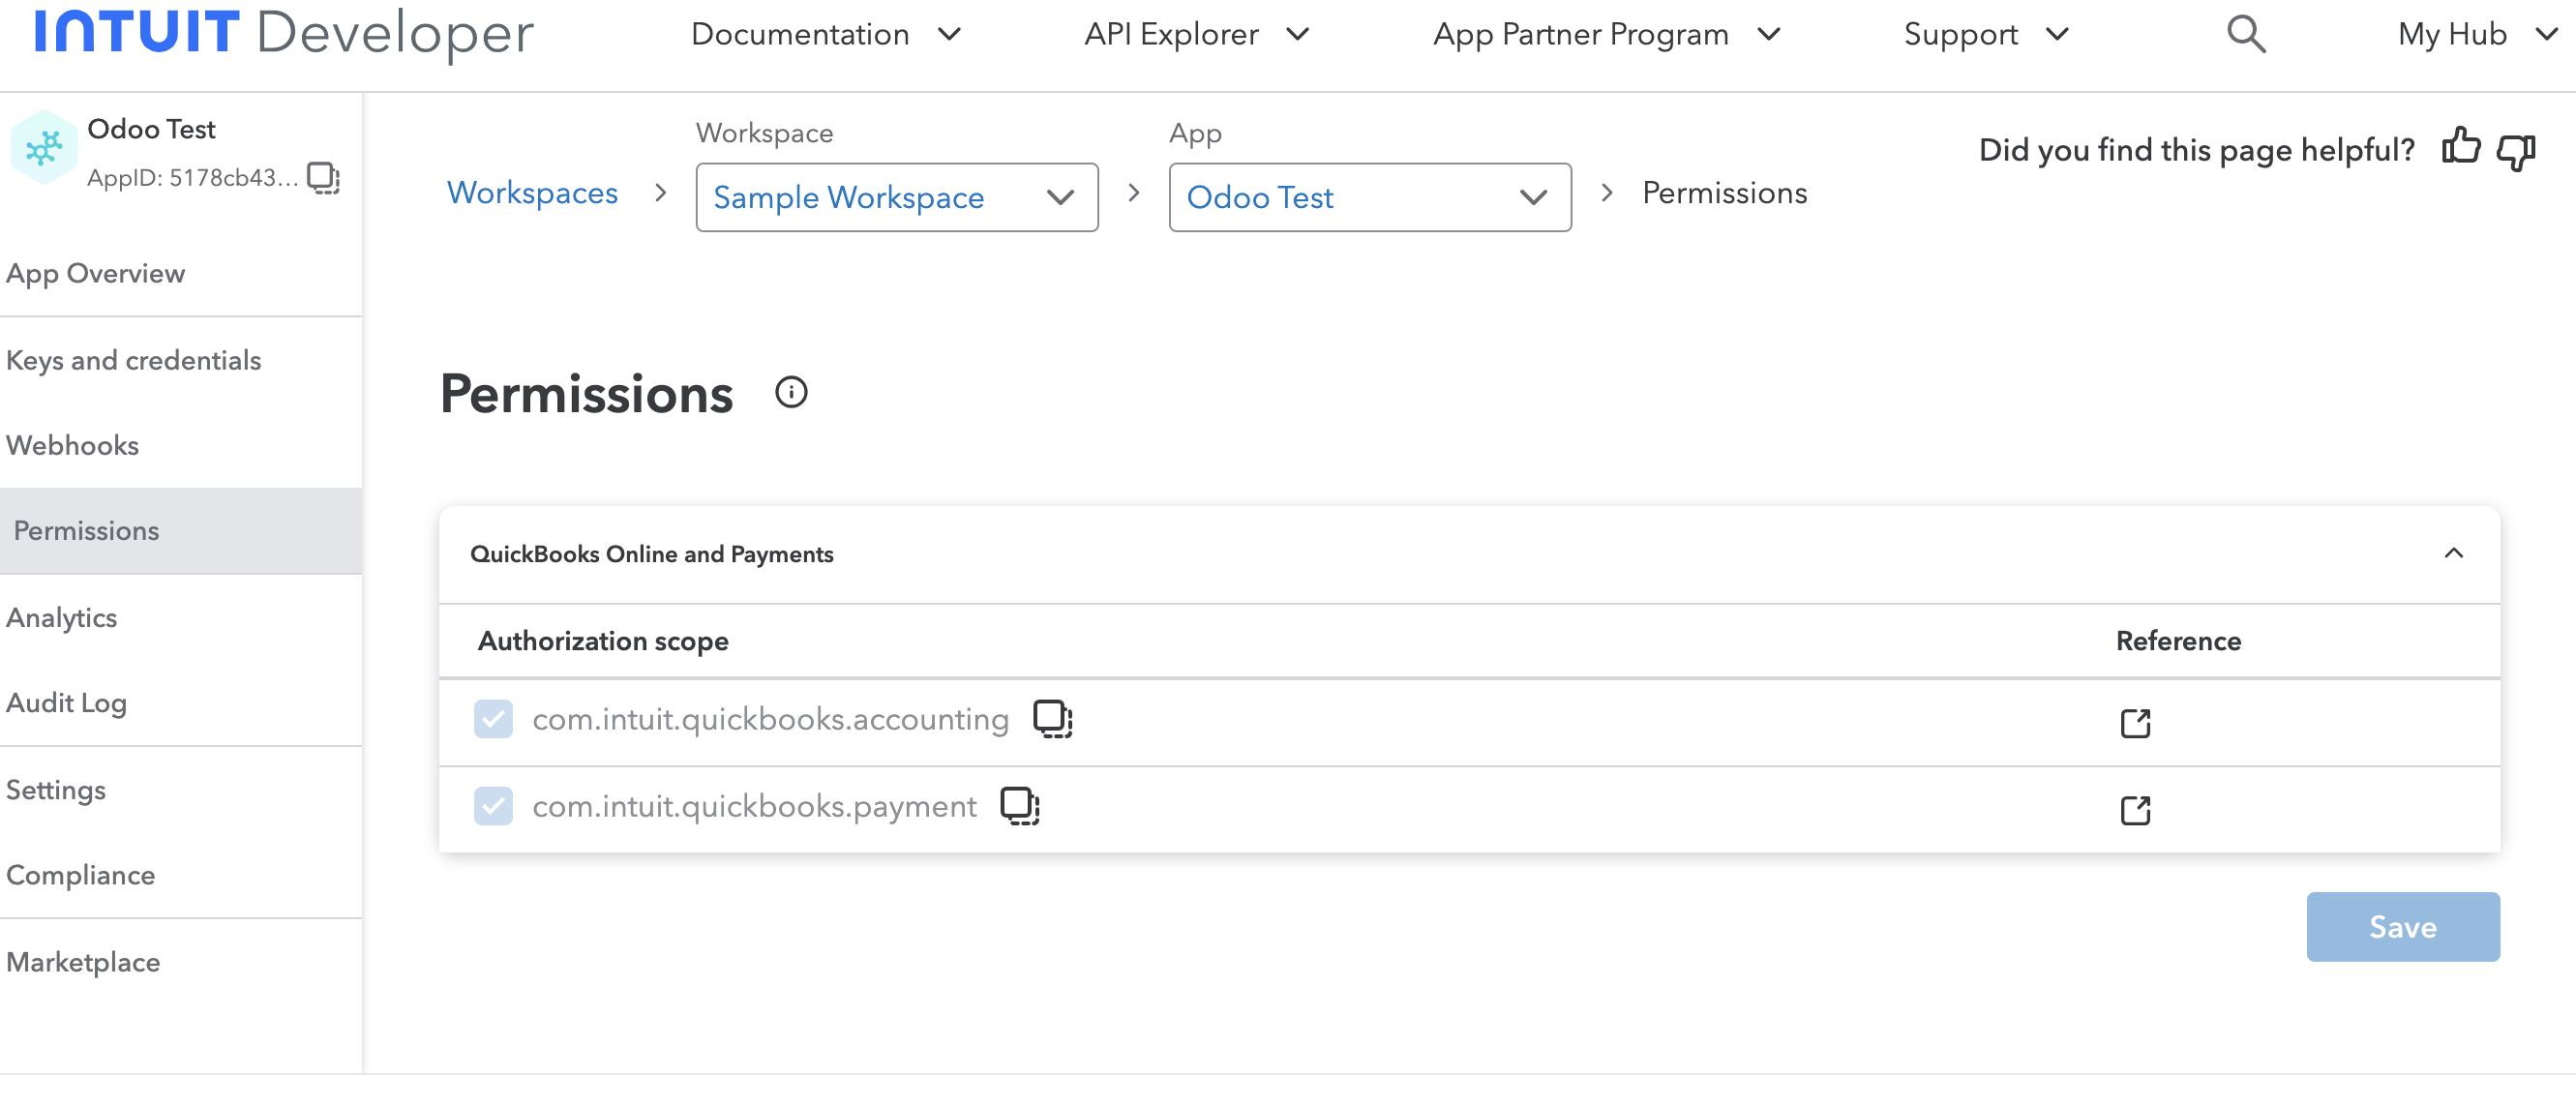 INTUIT Developer
Documentation
API Explorer
App Partner Program
Support
My Hub
Odoo Test
AppID: 5178cb43...
App Overview
Keys and credentials
Webhooks
Permissions
Analytics
Audit Log
Settings
Compliance
Marketplace
Workspaces
Workspace
Sample Workspace
App
Odoo Test
Permissions
Did you find this page helpful?
Permissions
QuickBooks Online and Payments
Authorization scope
Reference
com.intuit.quickbooks.accounting
com.intuit.quickbooks.payment
Save